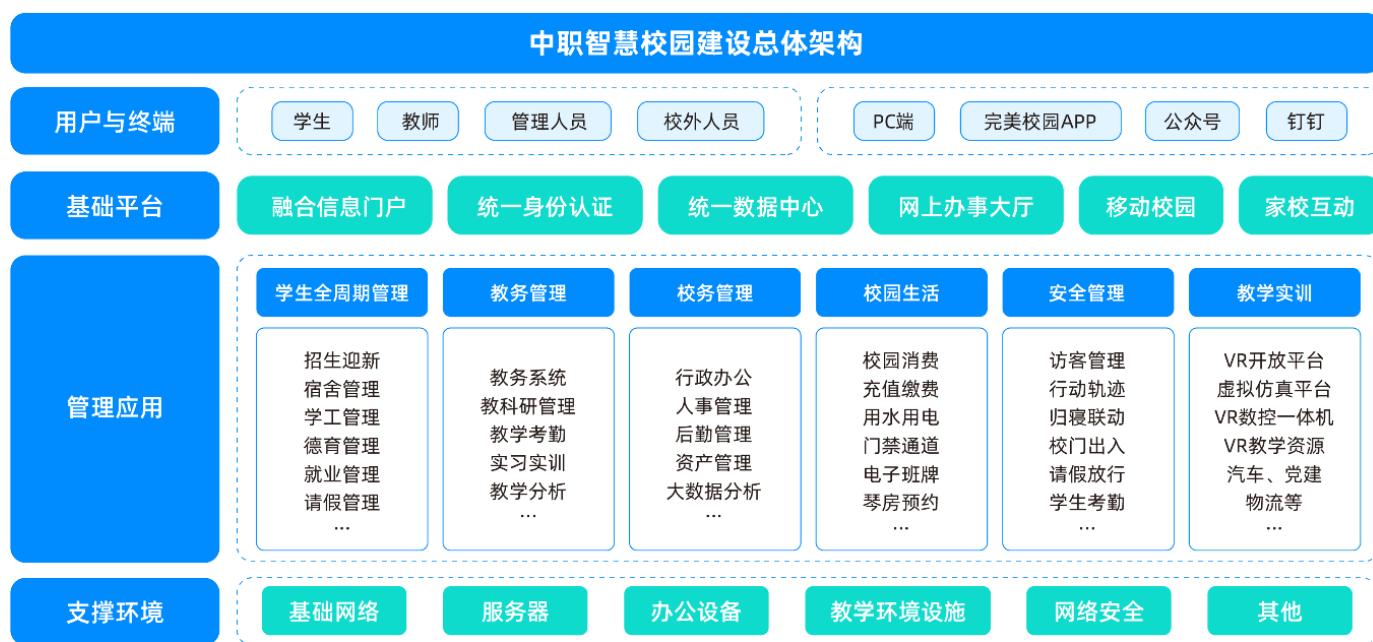 中职智慧校园建设总体架构
用户与终端
学生
教师
管理人员
校外人员
PC端
完美校园APP
公众号
钉钉
基础平台
融合信息门户
统一身份认证
统一数据中心
网上办事大厅
移动校园
家校互动
管理应用
学生全周期管理
招生迎新
宿舍管理
学工管理
德育管理
就业管理
请假管理
...
教务管理
教务系统
教科研管理
教学考勤
实习实训
教学分析
...
校务管理
行政办公
人事管理
后勤管理
资产管理
大数据分析
...
校园生活
校园消费
充值缴费
用水用电
门禁通道
电子班牌
琴房预约
...
安全管理
访客管理
行动轨迹
归寝联动
校门出入
请假放行
学生考勤
...
教学实训
VR开放平台
虚拟仿真平台
VR数控一体机
VR教学资源
汽车、党建
物流等
...
支撑环境
基础网络
服务器
办公设备
教学环境设施
网络安全
其他